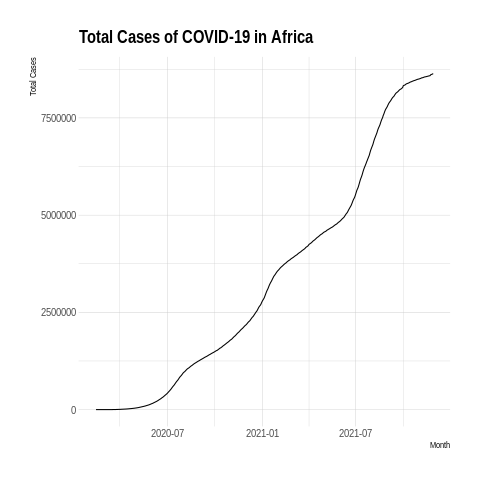 Total Cases of COVID-19 in Africa
Total Cases
7500000
5000000
2500000
0
2020-07 2021-01 2021-07
Month